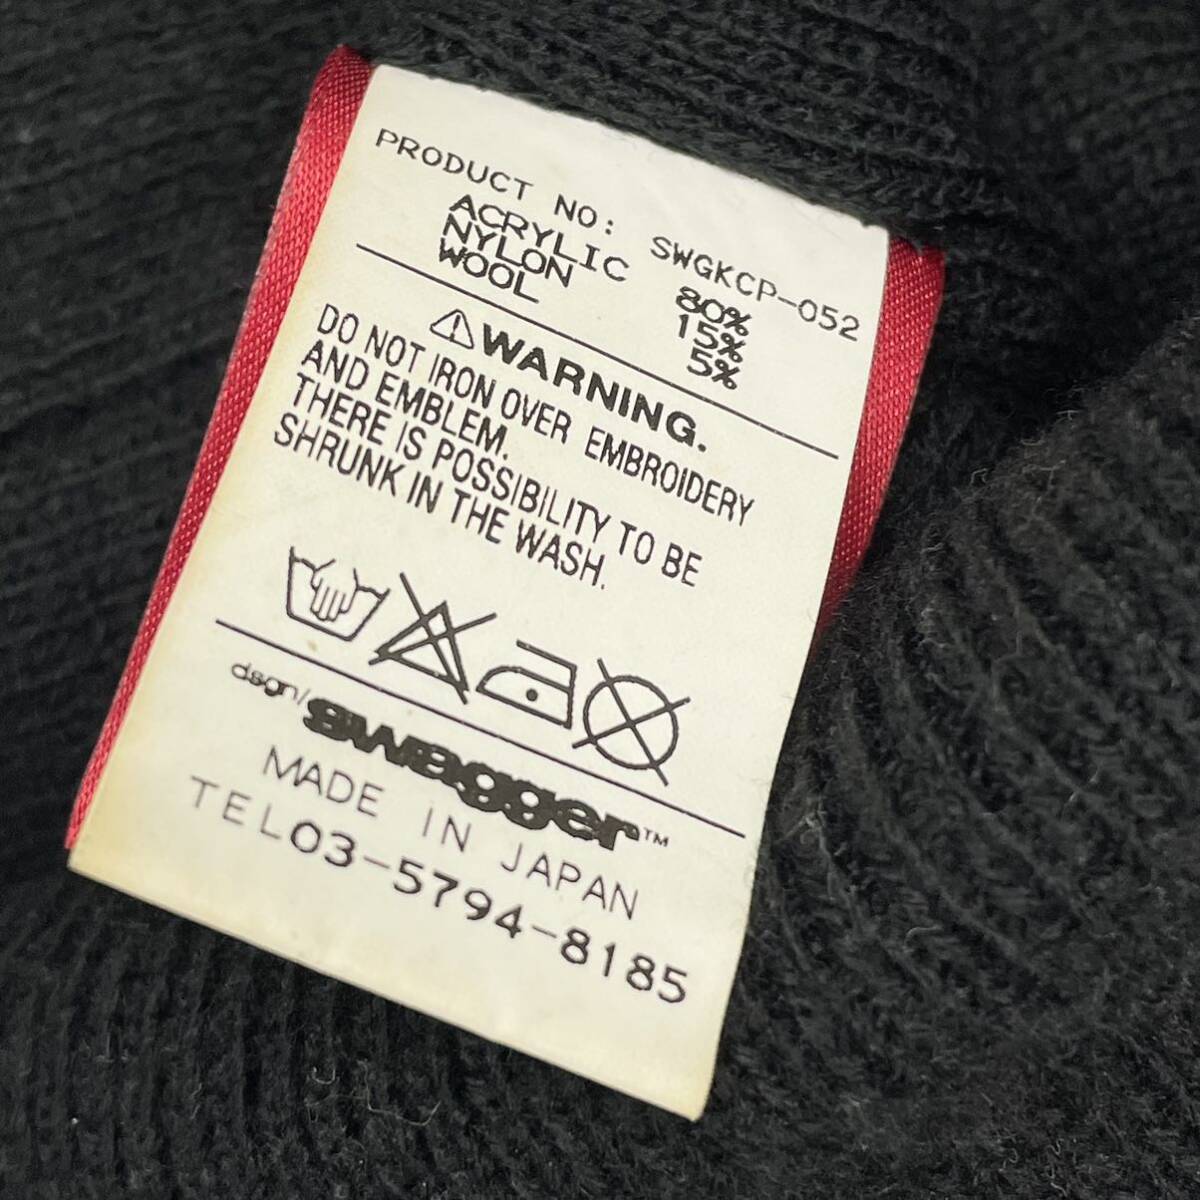 PRODUCT NO: SWGKCP-052
ACRYLIC 80%
NYLON 15%
WOOL 5%
WARNING.
DO NOT IRON OVER EMBROIDERY
AND EMBLEM.
THERE IS POSSIBILITY TO BE
SHRUNK IN THE WASH.
dsgn/swagger™
MADE IN JAPAN
TEL03-5794-8185